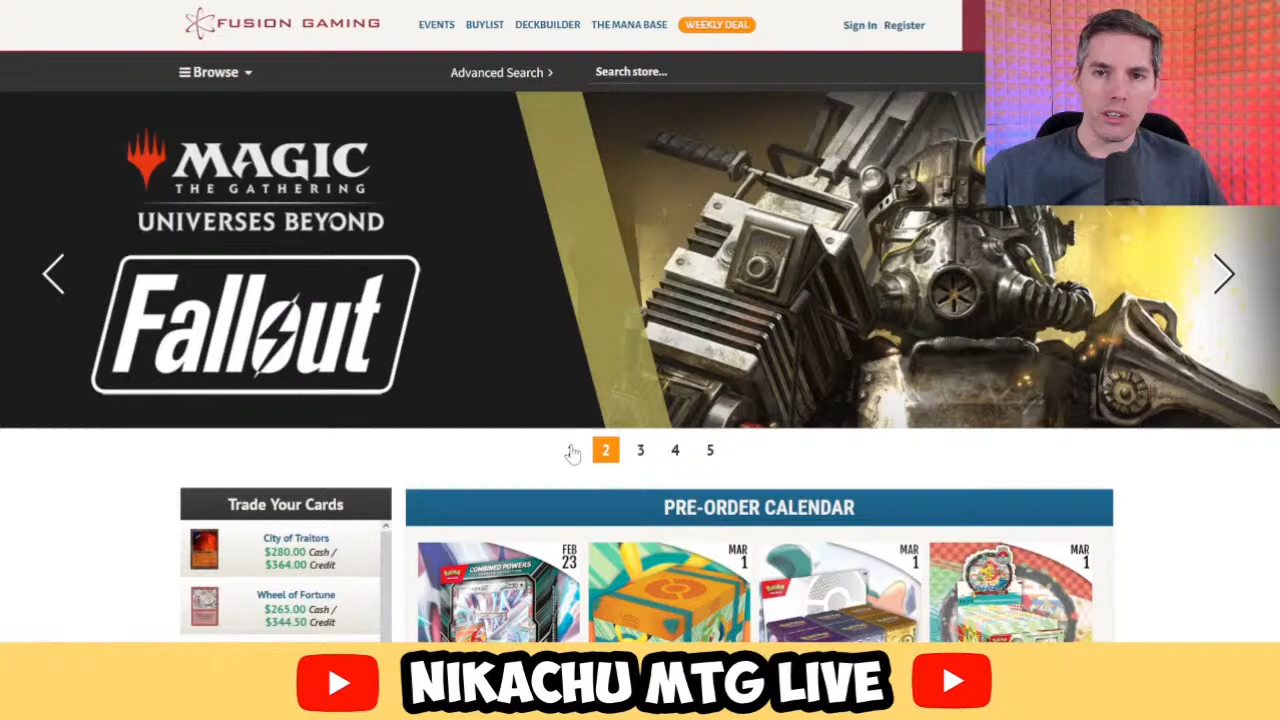 FUSION GAMING
EVENTS BUYLIST DECKBUILDER THE MANA BASE WEEKLY DEAL
Sign In Register
Browse
Advanced Search >
Search store...
MAGIC
THE GATHERING
UNIVERSES BEYOND
Fallout
2 3 4 5
Trade Your Cards
City of Traitors
$280.00 Cash /
$364.00 Credit
Wheel of Fortune
$265.00 Cash /
$344.50 Credit
PRE-ORDER CALENDAR
FEB
23
MAR
1
MAR
1
MAR
1
COMBINED POWERS
NIKACHU MTG LIVE